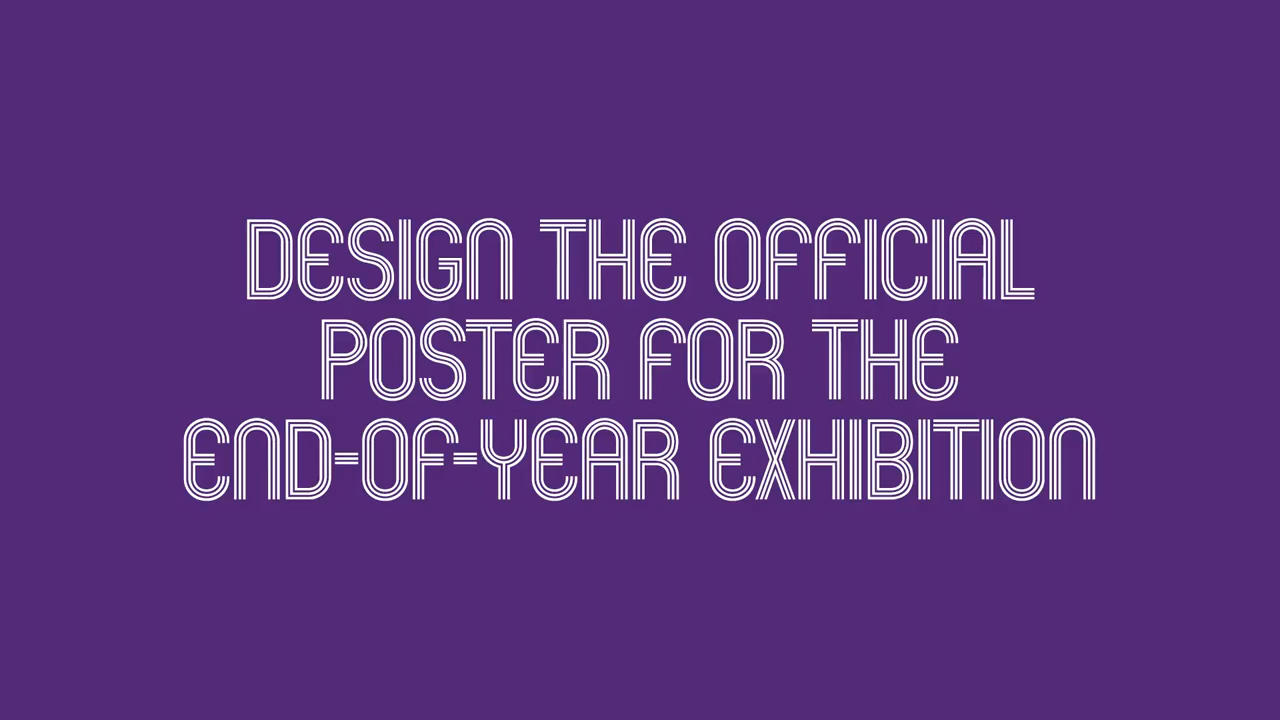 DESIGN THE OFFICIAL
POSTER FOR THE
END-OF-YEAR EXHIBITION